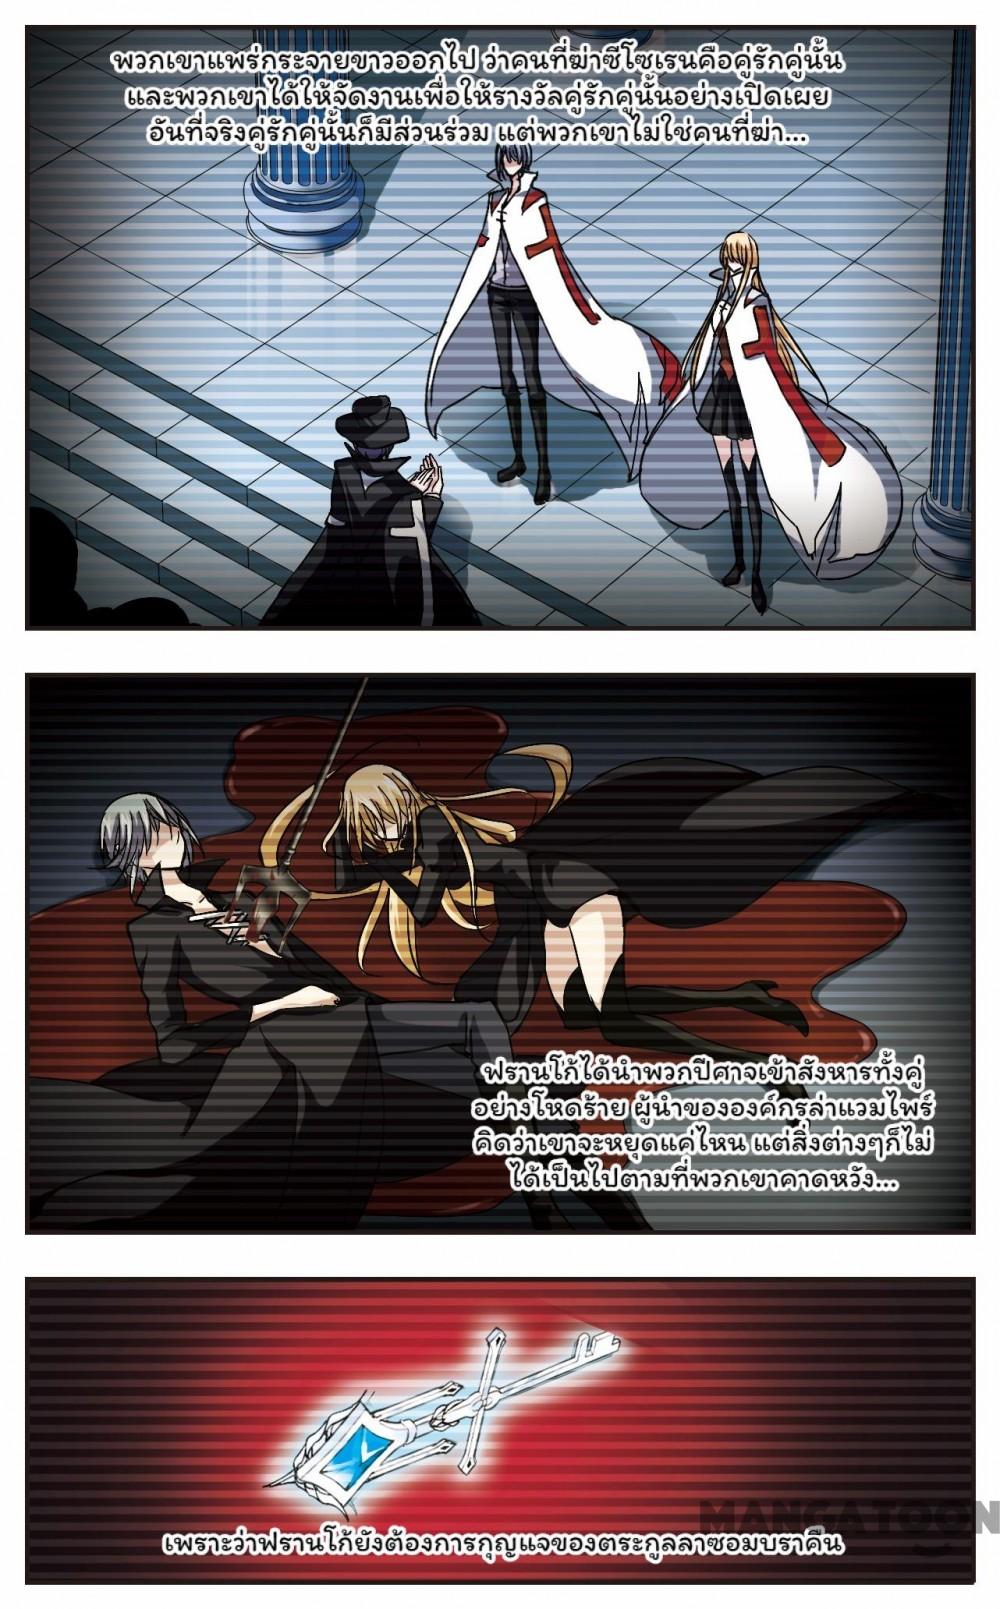 พวกเขาแพร่กระจายขาวออกไป ว่าคนที่ฆ่าซีโซเรนคือคู่รักคู่นั้น
และพวกเขาได้ให้จัดงานเพื่อให้รางวัลคู่รักคู่นั้นอย่างเปิดเผย
อันที่จริงคู่รักคู่นั้นก็มีส่วนร่วม แต่พวกเขาไม่ใช่คนที่ฆ่า...
ฟรานโก้ได้นำพวกปีศาจเข้าสังหารทั้งคู่
อย่างโหดร้าย ผู้นำขององค์กรล่าแวมไพร์
คิดว่าเขาจะหยุดแค่ไหน แต่สิ่งต่างๆก็ไม่
ได้เป็นไปตามที่พวกเขาคาดหวัง...
MANGATOON
เพราะว่าฟรานโก้ยังต้องการกุญแจของตระกูลลาซอมบราคืน